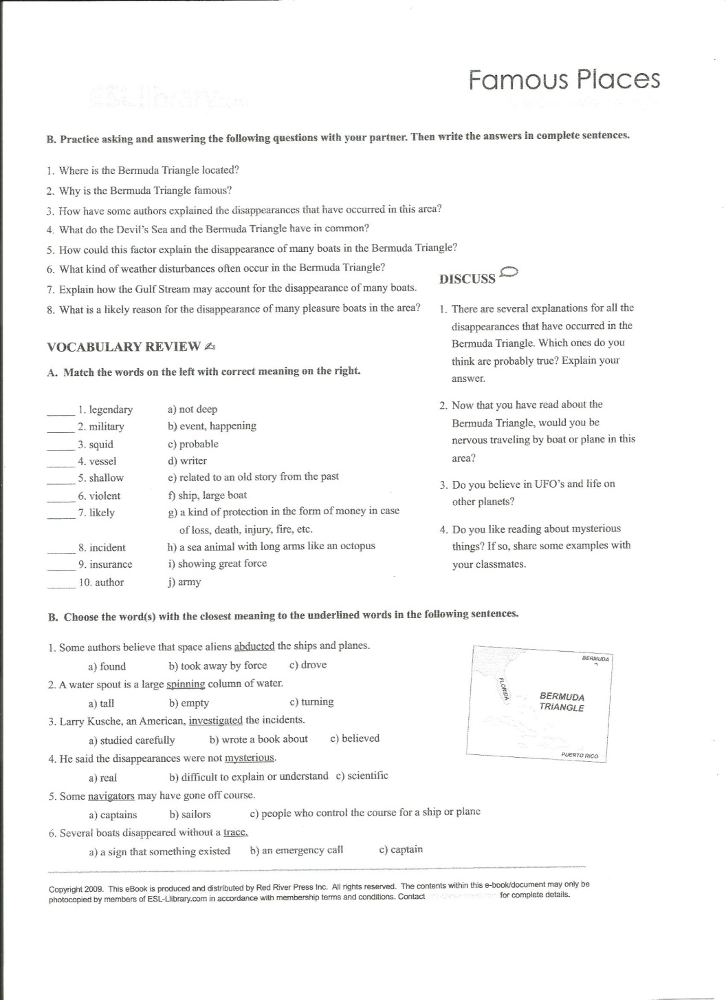 Famous Places
B. Practice asking and answering the following questions with your partner. Then write the answers in complete sentences.
1. Where is the Bermuda Triangle located?
2. Why is the Bermuda Triangle famous?
3. How have some authors explained the disappearances that have occurred in this area?
4. What do the Devil's Sea and the Bermuda Triangle have in common?
5. How could this factor explain the disappearance of many boats in the Bermuda Triangle?
6. What kind of weather disturbances often occur in the Bermuda Triangle?
7. Explain how the Gulf Stream may account for the disappearance of many boats.
8. What is a likely reason for the disappearance of many pleasure boats in the area?
VOCABULARY REVIEW
A. Match the words on the left with correct meaning on the right.
_____ 1. legendary a) not deep
_____ 2. military b) event, happening
_____ 3. squid c) probable
_____ 4. vessel d) writer
_____ 5. shallow e) related to an old story from the past
_____ 6. violent f) ship, large boat
_____ 7. likely g) a kind of protection in the form of money in case
of loss, death, injury, fire, etc.
_____ 8. incident h) a sea animal with long arms like an octopus
_____ 9. insurance i) showing great force
_____ 10. author j) army
DISCUSS
1. There are several explanations for all the
disappearances that have occurred in the
Bermuda Triangle. Which ones do you
think are probably true? Explain your
answer.
2. Now that you have read about the
Bermuda Triangle, would you be
nervous traveling by boat or plane in this
area?
3. Do you believe in UFO's and life on
other planets?
4. Do you like reading about mysterious
things? If so, share some examples with
your classmates.
B. Choose the word(s) with the closest meaning to the underlined words in the following sentences.
1. Some authors believe that space aliens abducted the ships and planes.
a) found b) took away by force c) drove
2. A water spout is a large spinning column of water.
a) tall b) empty c) turning
3. Larry Kusche, an American, investigated the incidents.
a) studied carefully b) wrote a book about c) believed
4. He said the disappearances were not mysterious.
a) real b) difficult to explain or understand c) scientific
5. Some navigators may have gone off course.
a) captains b) sailors c) people who control the course for a ship or plane
6. Several boats disappeared without a trace.
a) a sign that something existed b) an emergency call c) captain
BERMUDA
FLORIDA
BERMUDA
TRIANGLE
PUERTO RICO
Copyright 2009. This eBook is produced and distributed by Red River Press Inc. All rights reserved. The contents within this e-book/document may only be
photocopied by members of ESL-Llibrary.com in accordance with membership terms and conditions. Contact for complete details.